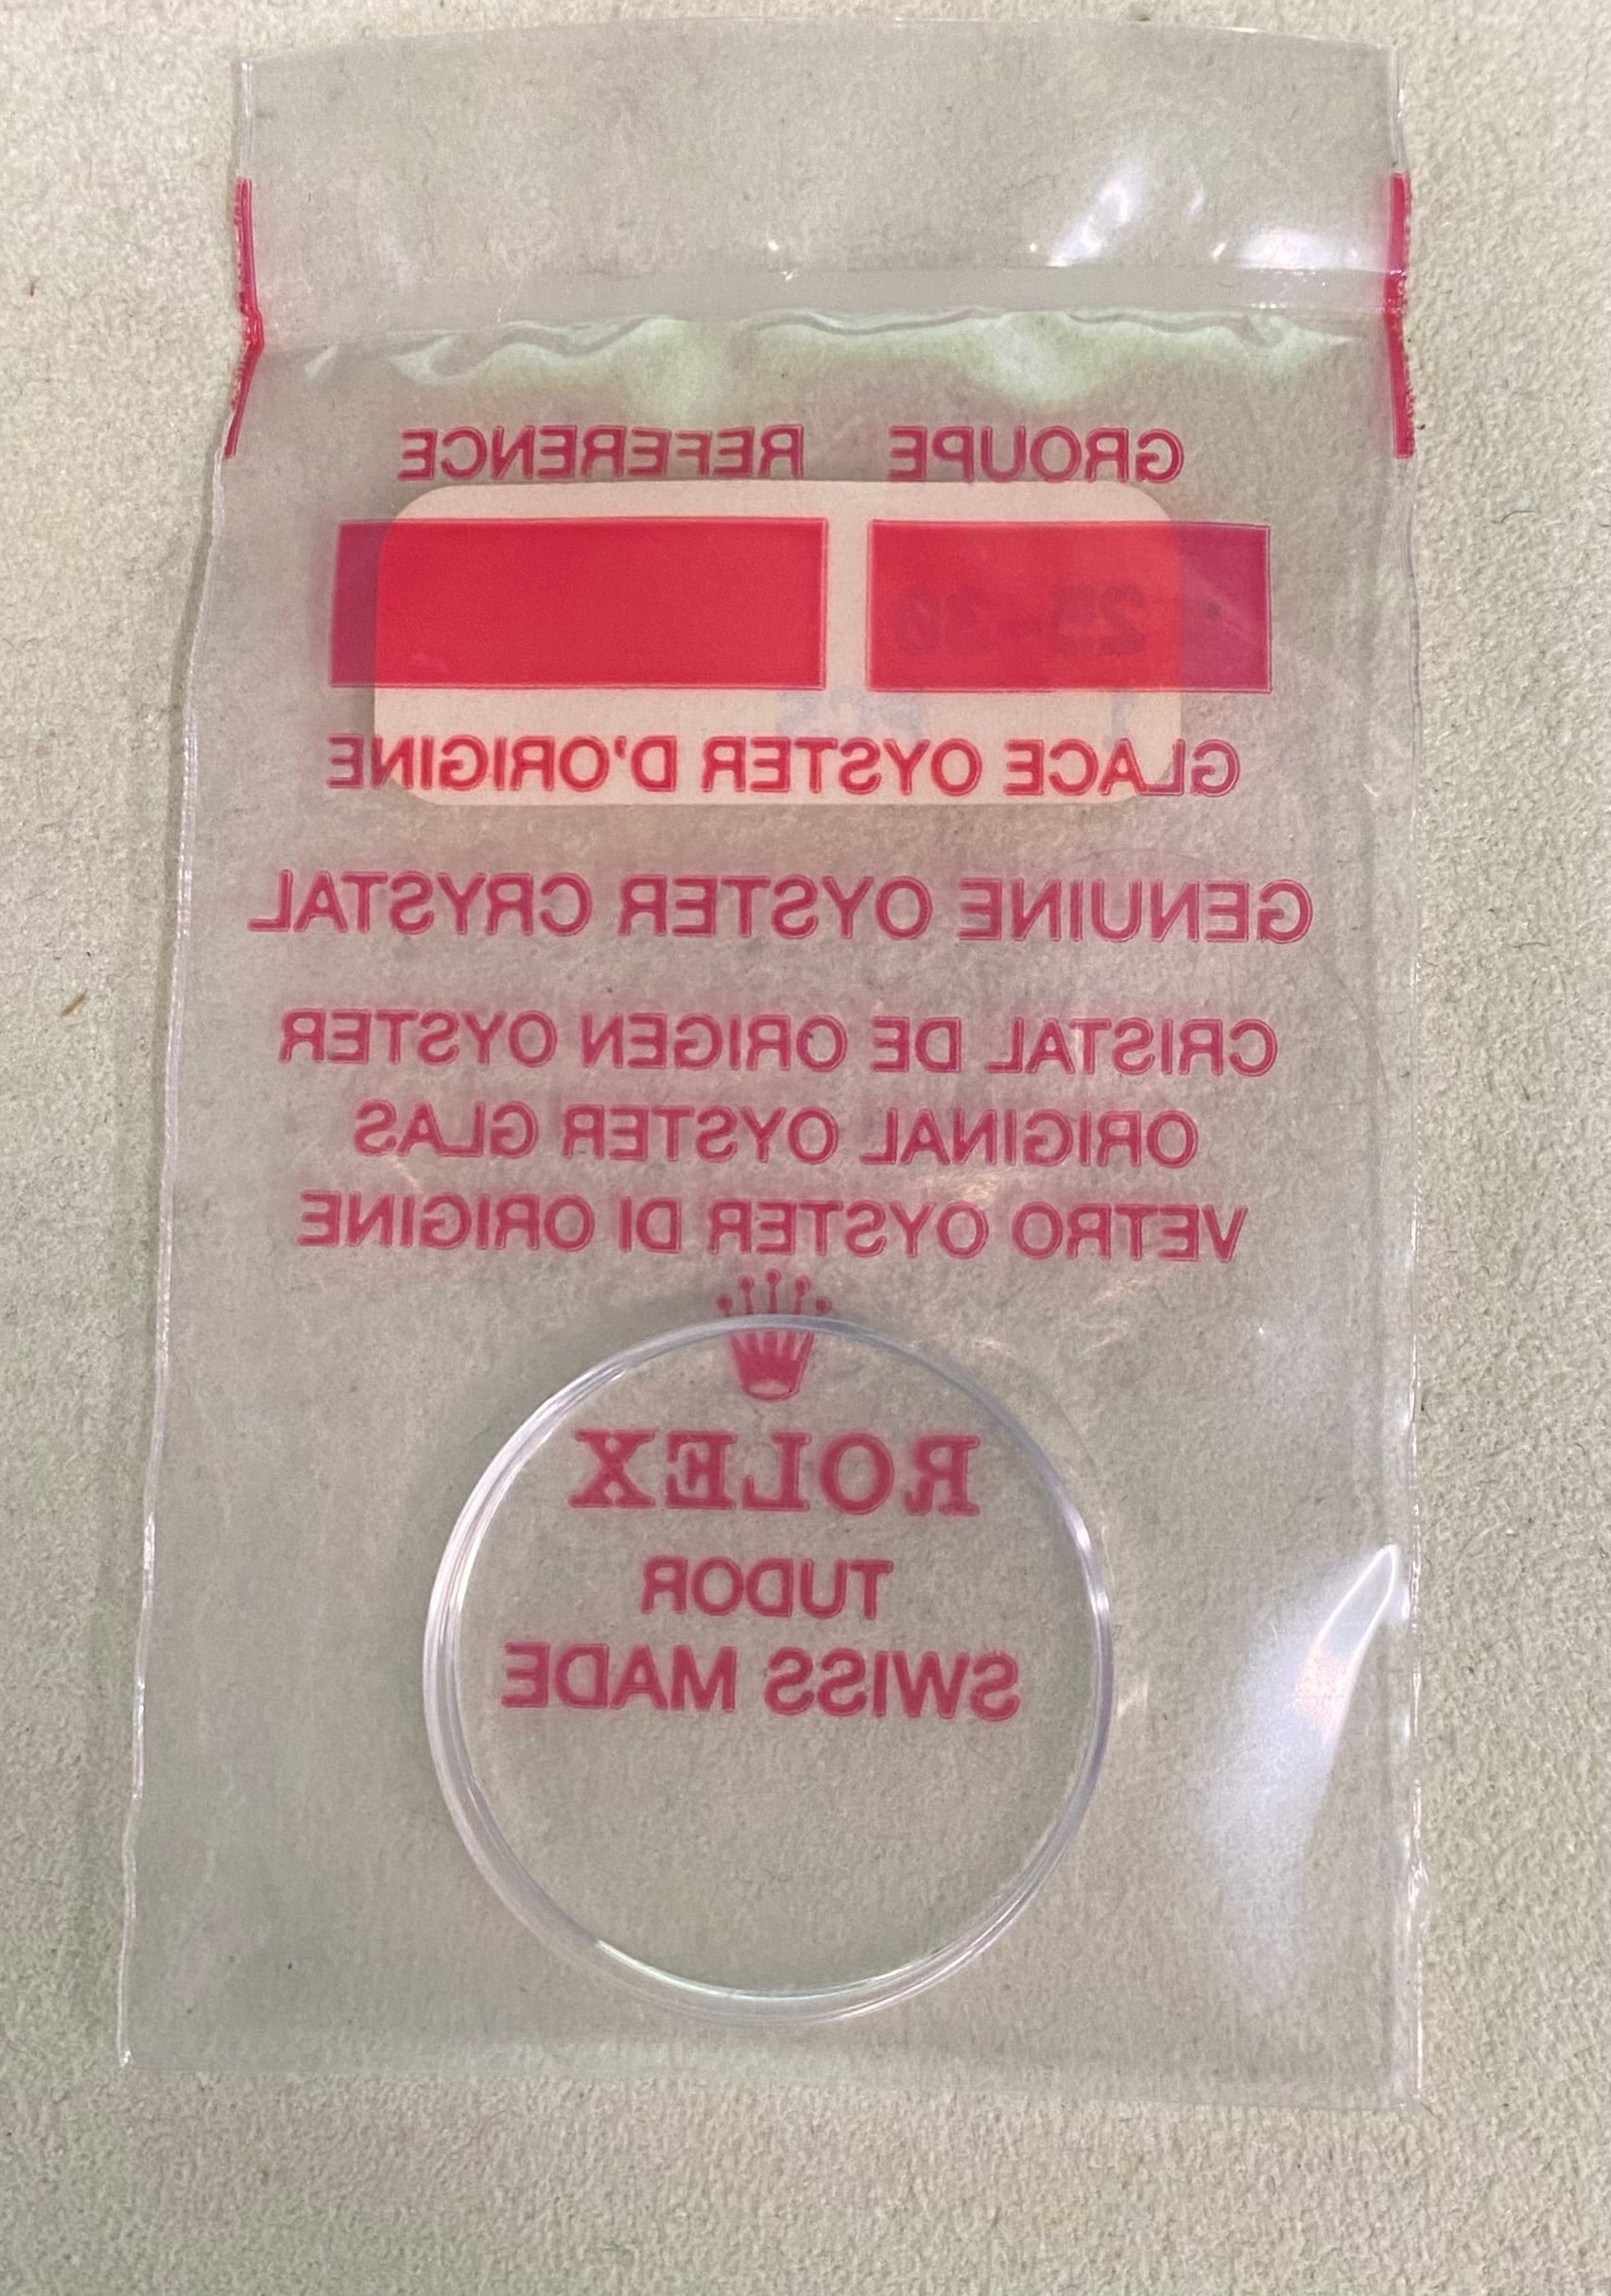 GROUPE REFERENCE
GLACE OYSTER D'ORIGINE
GENUINE OYSTER CRYSTAL
CRISTAL DE ORIGEN OYSTER
ORIGINAL OYSTER GLAS
VETRO OYSTER DI ORIGINE
ROLEX
TUDOR
SWISS MADE